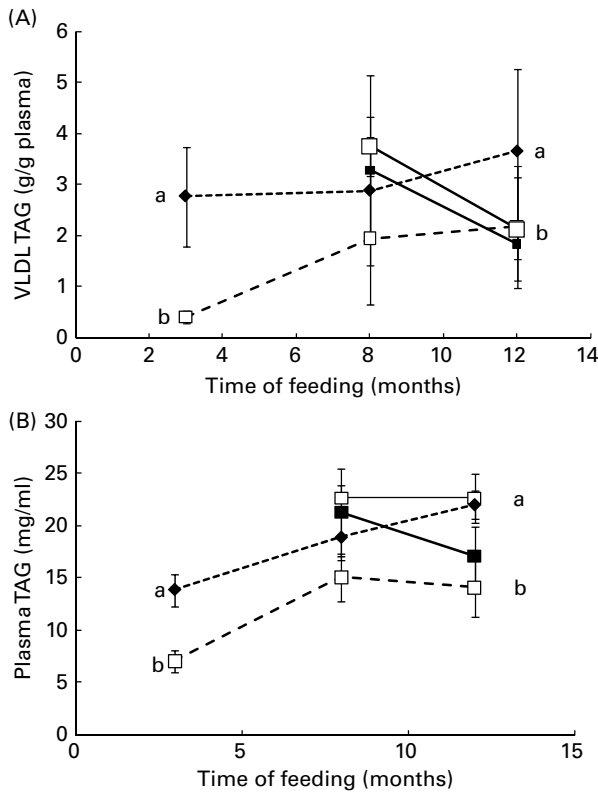 (A)
6
5
4
3
2
1
0
VLDL TAG (g/g plasma)
a
b
a
b
0 2 4 6 8 10 12 14
Time of feeding (months)
(B)
30
25
20
15
10
5
0
Plasma TAG (mg/ml)
a
b
a
b
0 5 10 15
Time of feeding (months)